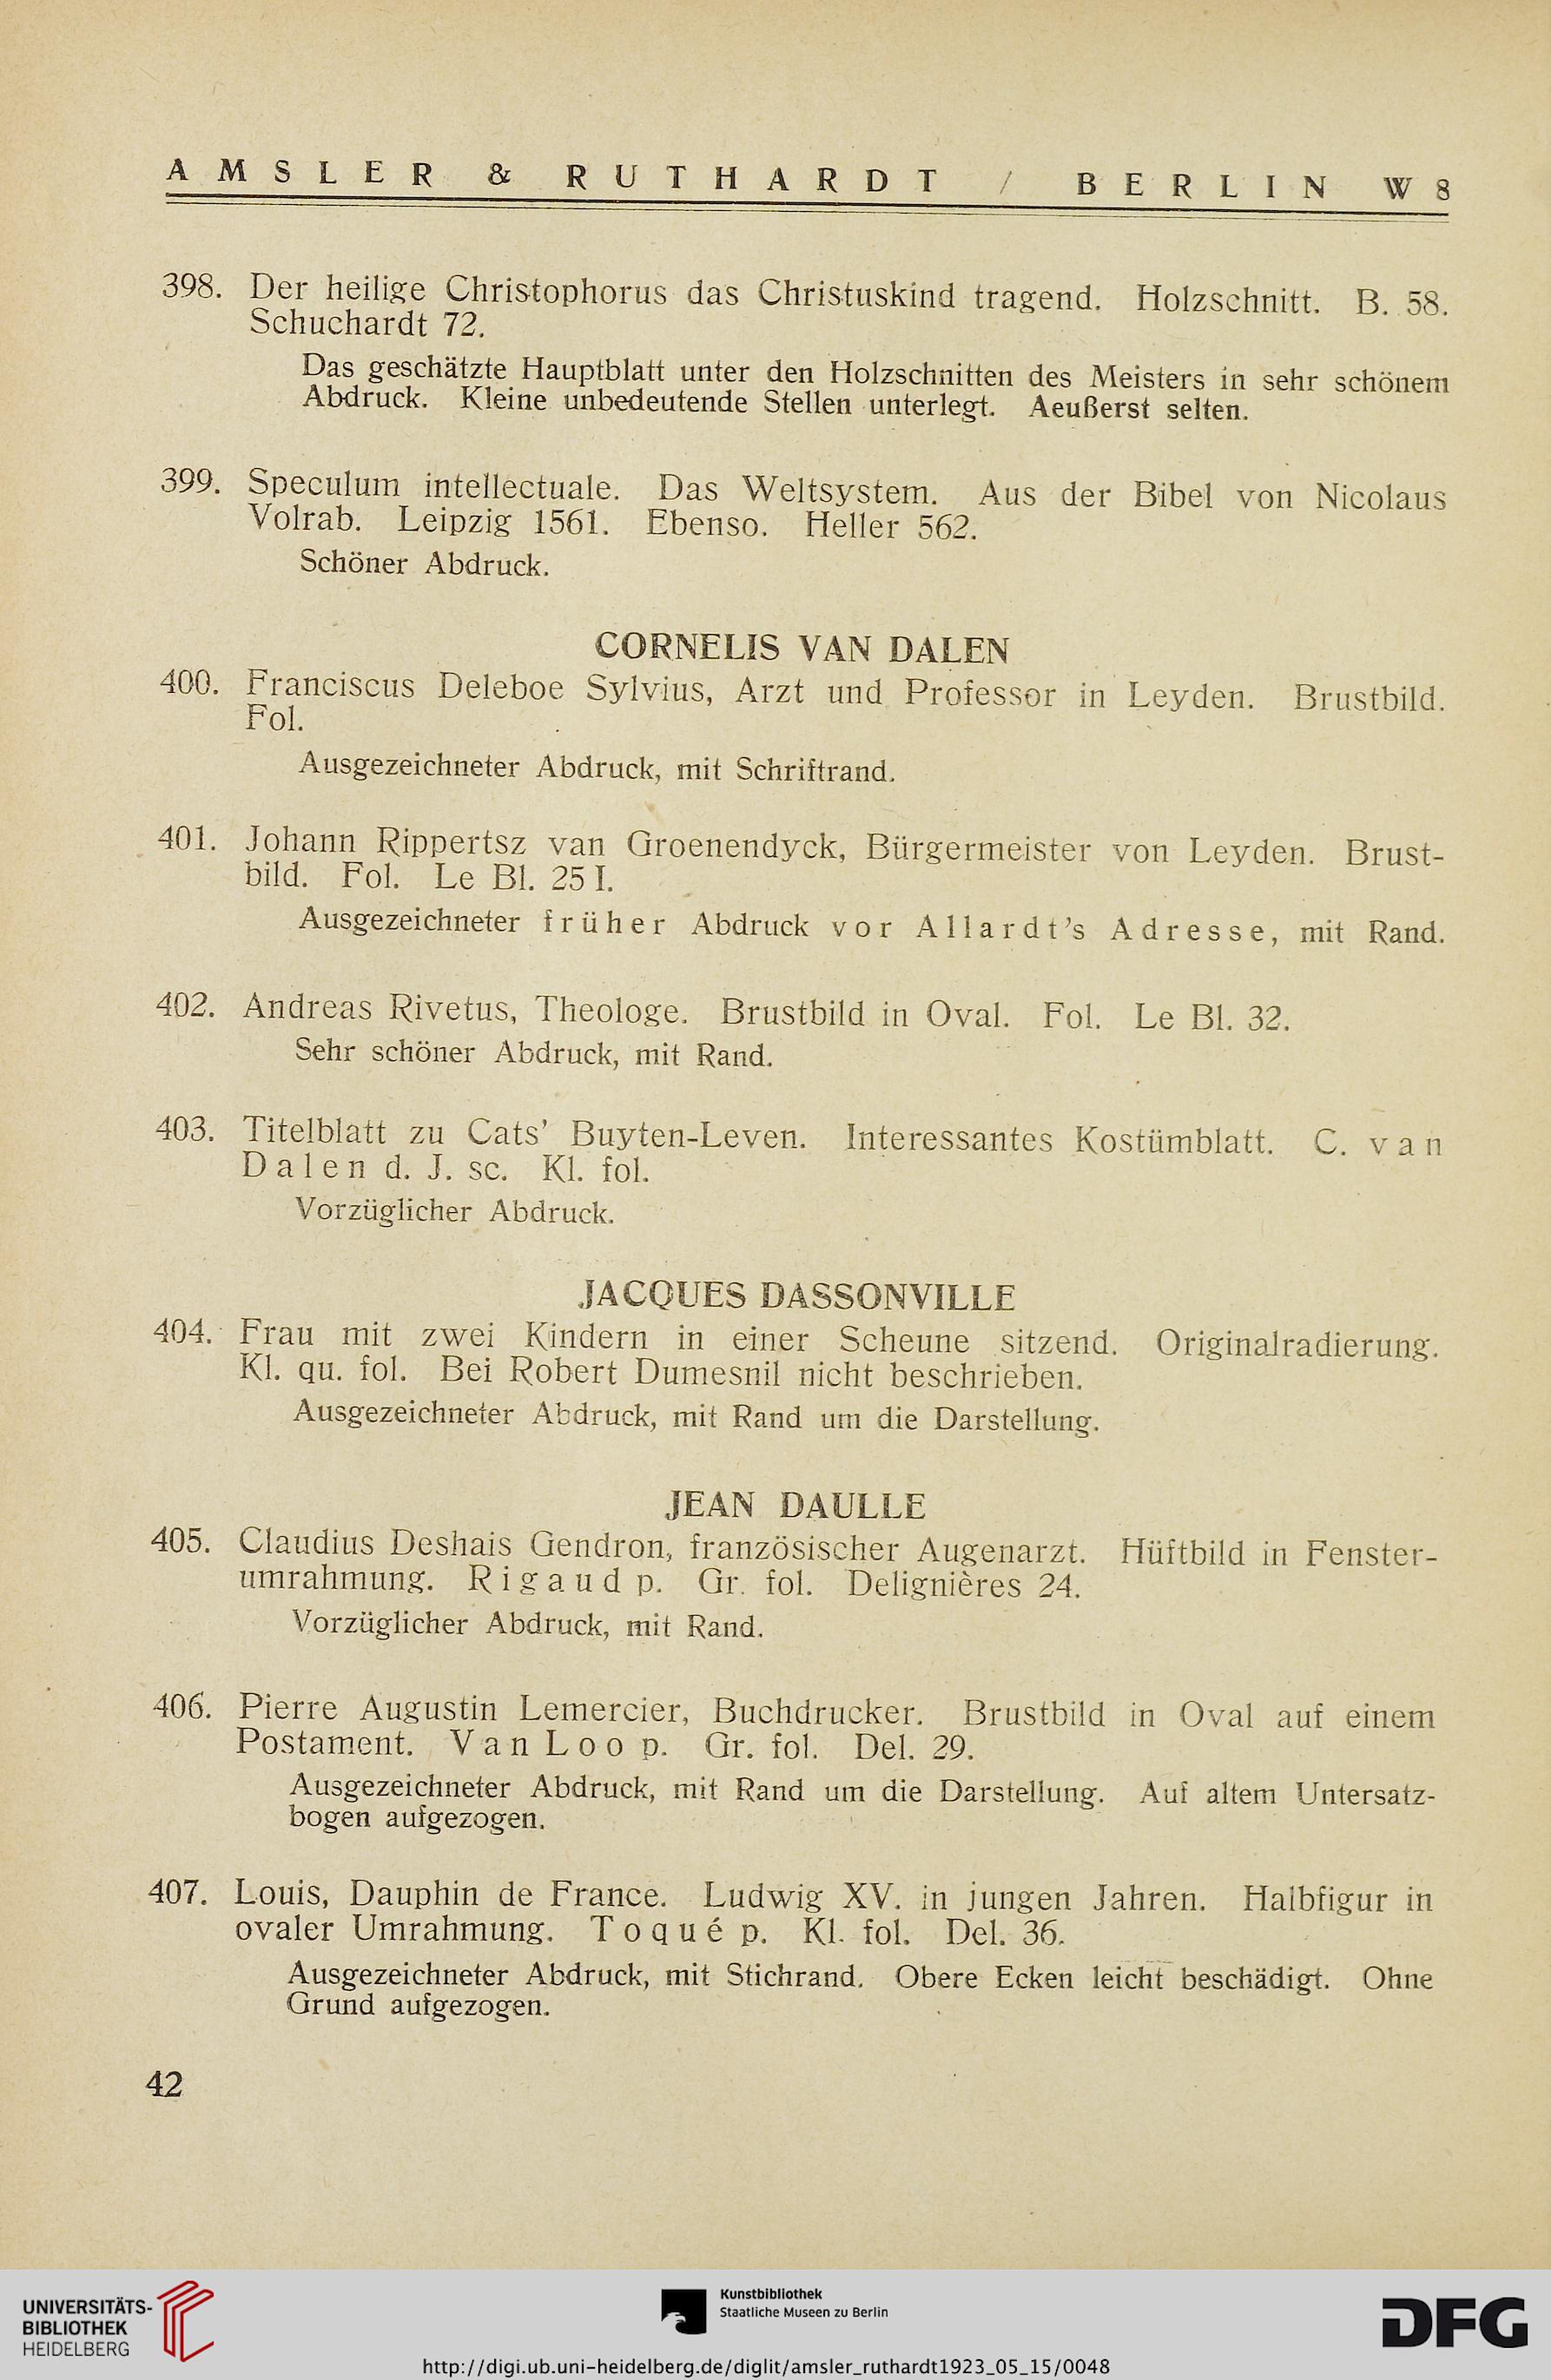 AMSLER & RUTHARDT / BERLIN W 8
398. Der heilige Christophorus das Christuskind tragend. Holzschnitt. B. 58.
Schuchardt 72.
Das geschätzte Hauptblatt unter den Holzschnitten des Meisters in sehr schönem
Abdruck. Kleine unbedeutende Stellen unterlegt. Aeußerst selten.
399. Speculum intellectuale. Das Weltsystem. Aus der Bibel von Nicolaus
Volrab. Leipzig 1561. Ebenso. Heller 562.
Schöner Abdruck.
CORNELIS VAN DALEN
400. Franciscus Deleboe Sylvius, Arzt und Professor in Leyden. Brustbild.
Fol.
Ausgezeichneter Abdruck, mit Schriftrand.
401. Johann Rippertsz van Groenendyck, Bürgermeister von Leyden. Brust-
bild. Fol. Le Bl. 25 I.
Ausgezeichneter früher Abdruck vor Allardt's Adresse, mit Rand.
402. Andreas Rivetus, Theologe. Brustbild in Oval. Fol. Le Bl. 32.
Sehr schöner Abdruck, mit Rand.
403. Titelblatt zu Cats' Buyten-Leven. Interessantes Kostümblatt. C. van
Dalen d. J. sc. Kl. fol.
Vorzüglicher Abdruck.
JACQUES DASSONVILLE
404. Frau mit zwei Kindern in einer Scheune sitzend. Originalradierung.
Kl. qu. fol. Bei Robert Dumesnil nicht beschrieben.
Ausgezeichneter Abdruck, mit Rand um die Darstellung.
JEAN DAULLE
405. Claudius Deshais Gendron, französischer Augenarzt. Hüftbild in Fenster-
umrahmung. Rigaud p. Gr. fol. Delignières 24.
Vorzüglicher Abdruck, mit Rand.
406. Pierre Augustin Lemercier, Buchdrucker. Brustbild in Oval auf einem
Postament. Van Loo p. Gr. fol. Del. 29.
Ausgezeichneter Abdruck, mit Rand um die Darstellung. Auf altem Untersatz-
bogen aufgezogen.
407. Louis, Dauphin de France. Ludwig XV. in jungen Jahren. Halbfigur in
ovaler Umrahmung. Toqué p. Kl. fol. Del. 36.
Ausgezeichneter Abdruck, mit Stichrand. Obere Ecken leicht beschädigt. Ohne
Grund aufgezogen.
42
UNIVERSITÄTS-
BIBLIOTHEK
HEIDELBERG
Kunstbibliothek
Staatliche Museen zu Berlin
DFG
http://digi.ub.uni-heidelberg.de/diglit/amsler_ruthardt1923_05_15/0048